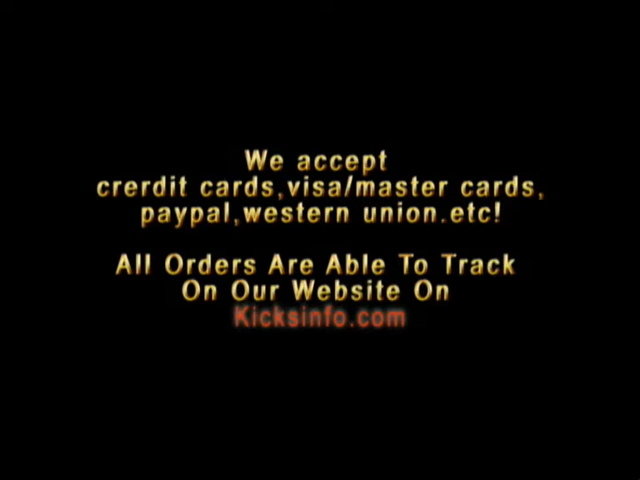 We accept
crerdit cards,visa/master cards,
paypal,western union.etc!
All Orders Are Able To Track
On Our Website On
Kicksinfo.com